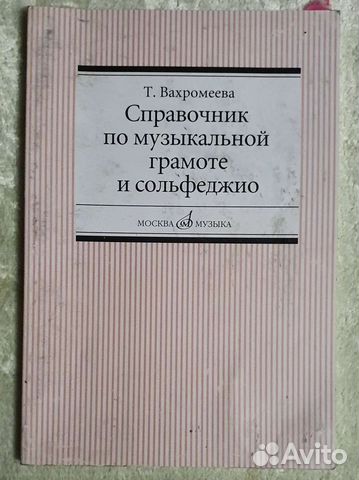 Т. Вахромеева
Справочник
по музыкальной
грамоте
и сольфеджио
МОСКВА МУЗЫКА
Avito